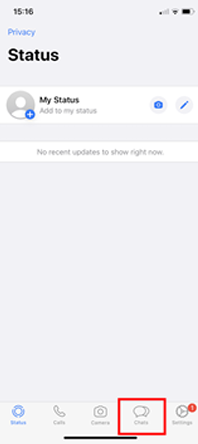 15:16
Privacy
Status
My Status
Add to my status
No recent updates to show right now.
Status
Calls
Camera
Chats
Settings
1